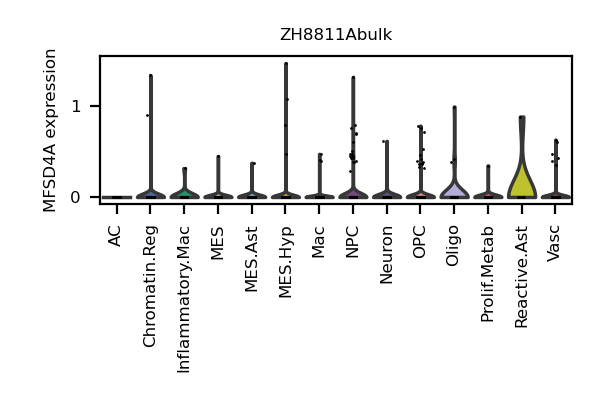 ZH8811Abulk
MFSD4A expression
1
0
AC
Chromatin.Reg
Inflammatory.Mac
MES
MES.Ast
MES.Hyp
Mac
NPC
Neuron
OPC
Oligo
Prolif.Metab
Reactive.Ast
Vasc